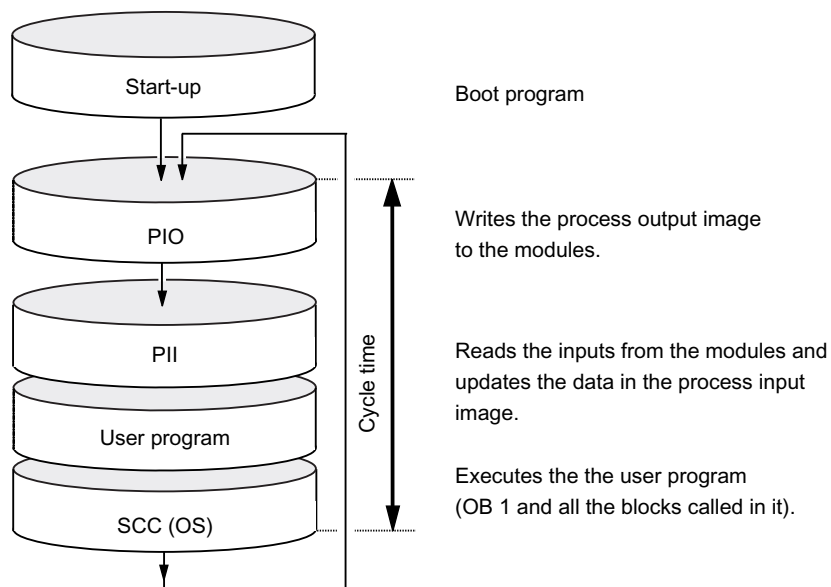 Start-up
Boot program
PIO
Writes the process output image
to the modules.
PII
Cycle time
Reads the inputs from the modules and
updates the data in the process input
image.
User program
Executes the the user program
(OB 1 and all the blocks called in it).
SCC (OS)